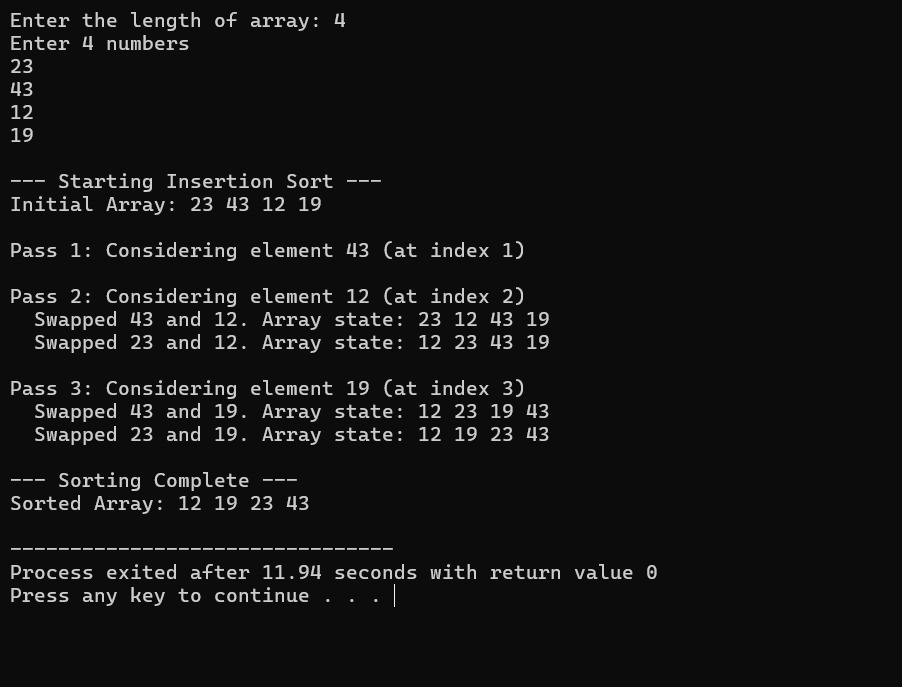 Enter the length of array: 4
Enter 4 numbers
23
43
12
19
--- Starting Insertion Sort ---
Initial Array: 23 43 12 19
Pass 1: Considering element 43 (at index 1)
Pass 2: Considering element 12 (at index 2)
  Swapped 43 and 12. Array state: 23 12 43 19
  Swapped 23 and 12. Array state: 12 23 43 19
Pass 3: Considering element 19 (at index 3)
  Swapped 43 and 19. Array state: 12 23 19 43
  Swapped 23 and 19. Array state: 12 19 23 43
--- Sorting Complete ---
Sorted Array: 12 19 23 43
--------------------------------
Process exited after 11.94 seconds with return value 0
Press any key to continue . . .